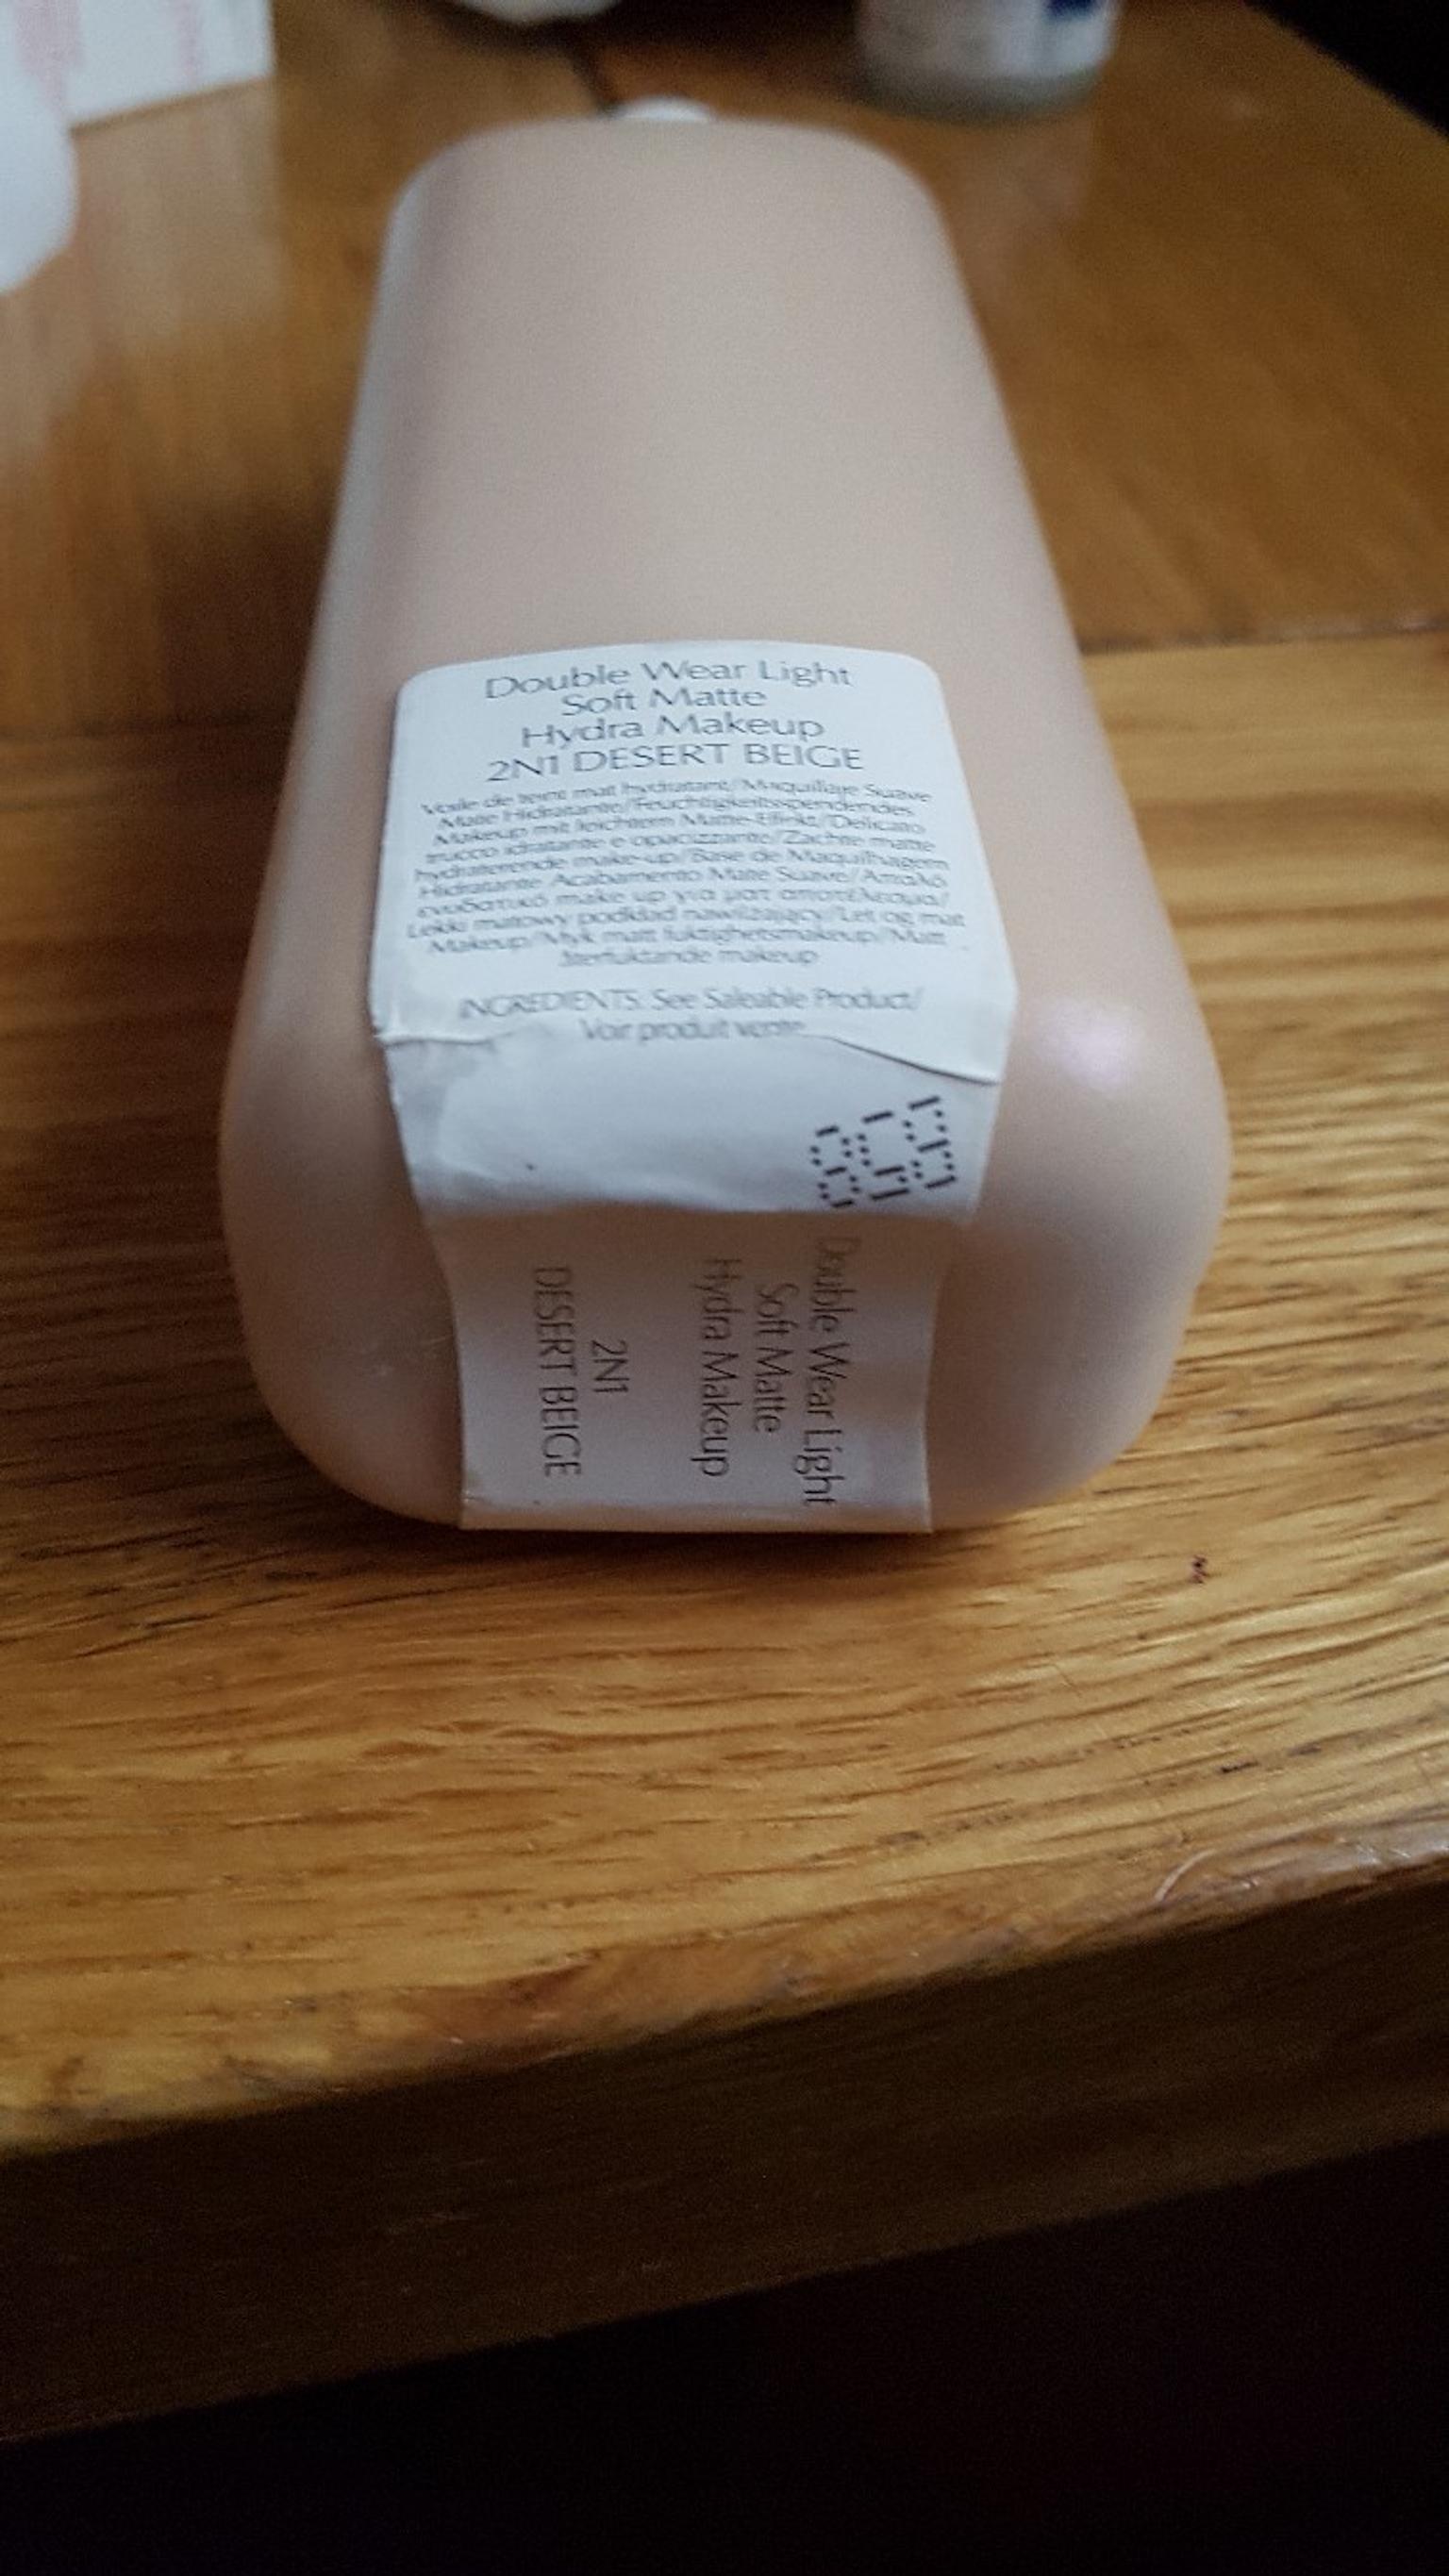 Double Wear Light
Soft Matte
Hydra Makeup
2N1 DESERT BEIGE
Voile de teint mat hydratant/Maquillaje Suave
Mate Hidratante/Feuchtigkeitsspendendes
Makeup mit leichtem Matte-Effekt/Delicato
trucco idratante e opacizzante/Zachte matte
hydraterende make-up/Base de Maquilhagem
Hidratante Acabamento Mate Suave/Απαλό
ενυδατικό make up για ματ αποτέλεσμα/
Lekki matowy podkład nawilżający/Let og mat
Makeup/Myk matt fuktighetsmakeup/Matt
återfuktande makeup
INGREDIENTS: See Saleable Product/
Voir produit vente
Double Wear Light
Soft Matte
Hydra Makeup
2N1
DESERT BEIGE